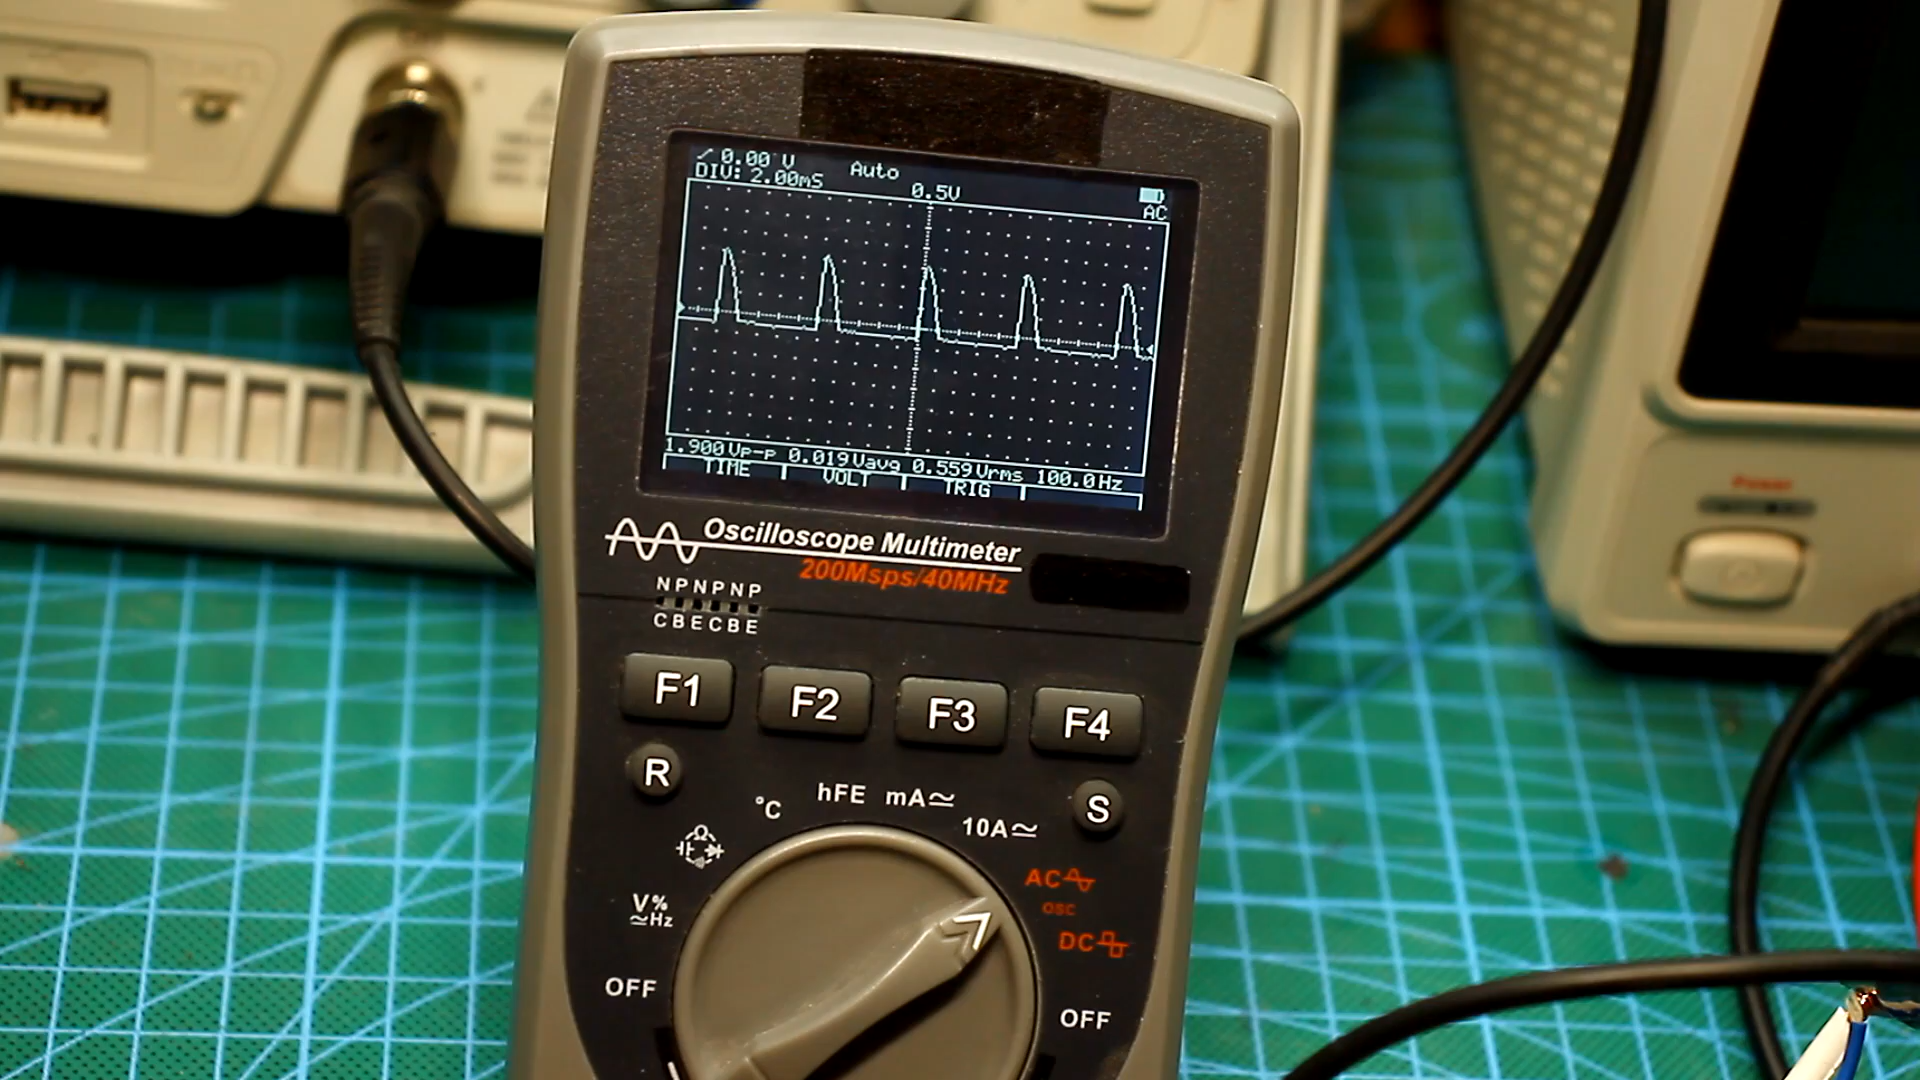 0.00 V Auto
DIV: 2.00mS 0.5V
AC
1.900Vp-p 0.019Vavg 0.559Vrms 100.0Hz
TIME VOLT TRIG
Oscilloscope Multimeter
200Msps/40MHz
NPNPNP
CBECBE
F1 F2 F3 F4
R S
°C hFE mA≂ 10A≂
Ω
AC
OSC
V%
≂Hz
DC
OFF OFF
Power